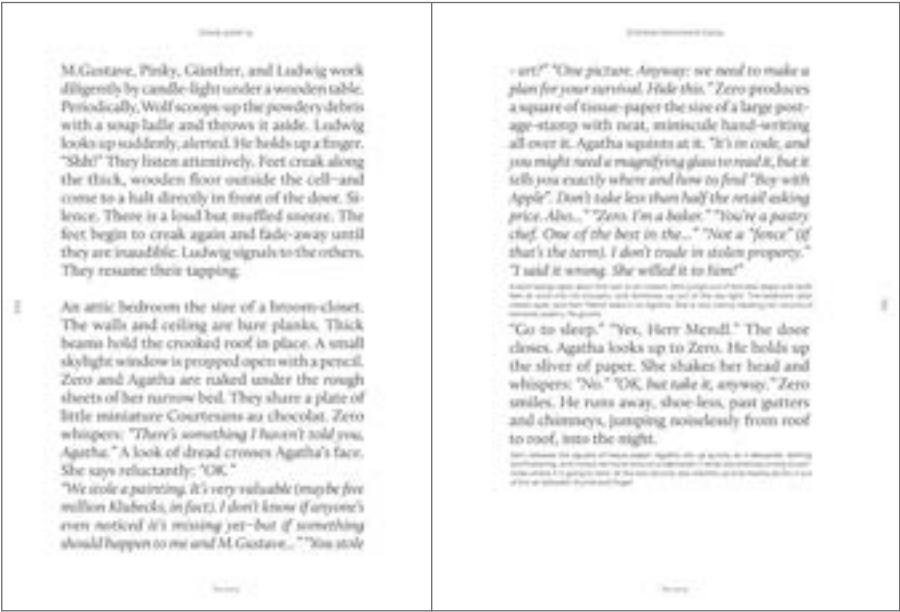 M.Gustave, Pinky, Günther, and Ludwig work
diligently by candle-light under a wooden table.
Periodically, Wolf scoops-up the powdery debris
with a soup ladle and throws it aside. Ludwig
looks up suddenly, alerted. He holds up a finger.
“Shh!” They listen attentively. Feet creak along
the thick, wooden floor outside the cell–and
come to a halt directly in front of the door. Si-
lence. There is a loud but muffled sneeze. The
feet begin to creak again and fade-away until
they are inaudible. Ludwig signals to the others.
They resume their tapping.
An attic bedroom the size of a broom-closet.
The walls and ceiling are bare planks. Thick
beams hold the crooked roof in place. A small
skylight window is propped open with a pencil.
Zero and Agatha are naked under the rough
sheets of her narrow bed. They share a plate of
little miniature Courtesans au chocolat. Zero
whispers: “There’s something I haven’t told you,
Agatha.” A look of dread crosses Agatha’s face.
She says reluctantly: “OK.”
“We stole a painting. It’s very valuable (maybe five
million Klubecks, in fact). I don’t know if anyone’s
even noticed it’s missing yet–but if something
should happen to me and M.Gustave...” “You stole
- art?” “One picture. Anyway: we need to make a
plan for your survival. Hide this.” Zero produces
a square of tissue-paper the size of a large post-
age-stamp with neat, miniscule hand-writing
all over it. Agatha squints at it. “It’s in code, and
you might need a magnifying glass to read it, but it
tells you exactly where and how to find “Boy with
Apple”. Don’t take less than half the retail asking
price. Also...” “Zero. I’m a baker.” “You’re a pastry
chef. One of the best in the...” “Not a “fence” (if
that’s the term). I don’t trade in stolen property.”
“I said it wrong. She willed it to him!”
“Go to sleep.” “Yes, Herr Mendl.” The door
closes. Agatha looks up to Zero. He holds up
the sliver of paper. She shakes her head and
whispers: “No.” “OK, but take it, anyway.” Zero
smiles. He runs away, shoe-less, past gutters
and chimneys, jumping noiselessly from roof
to roof, into the night.